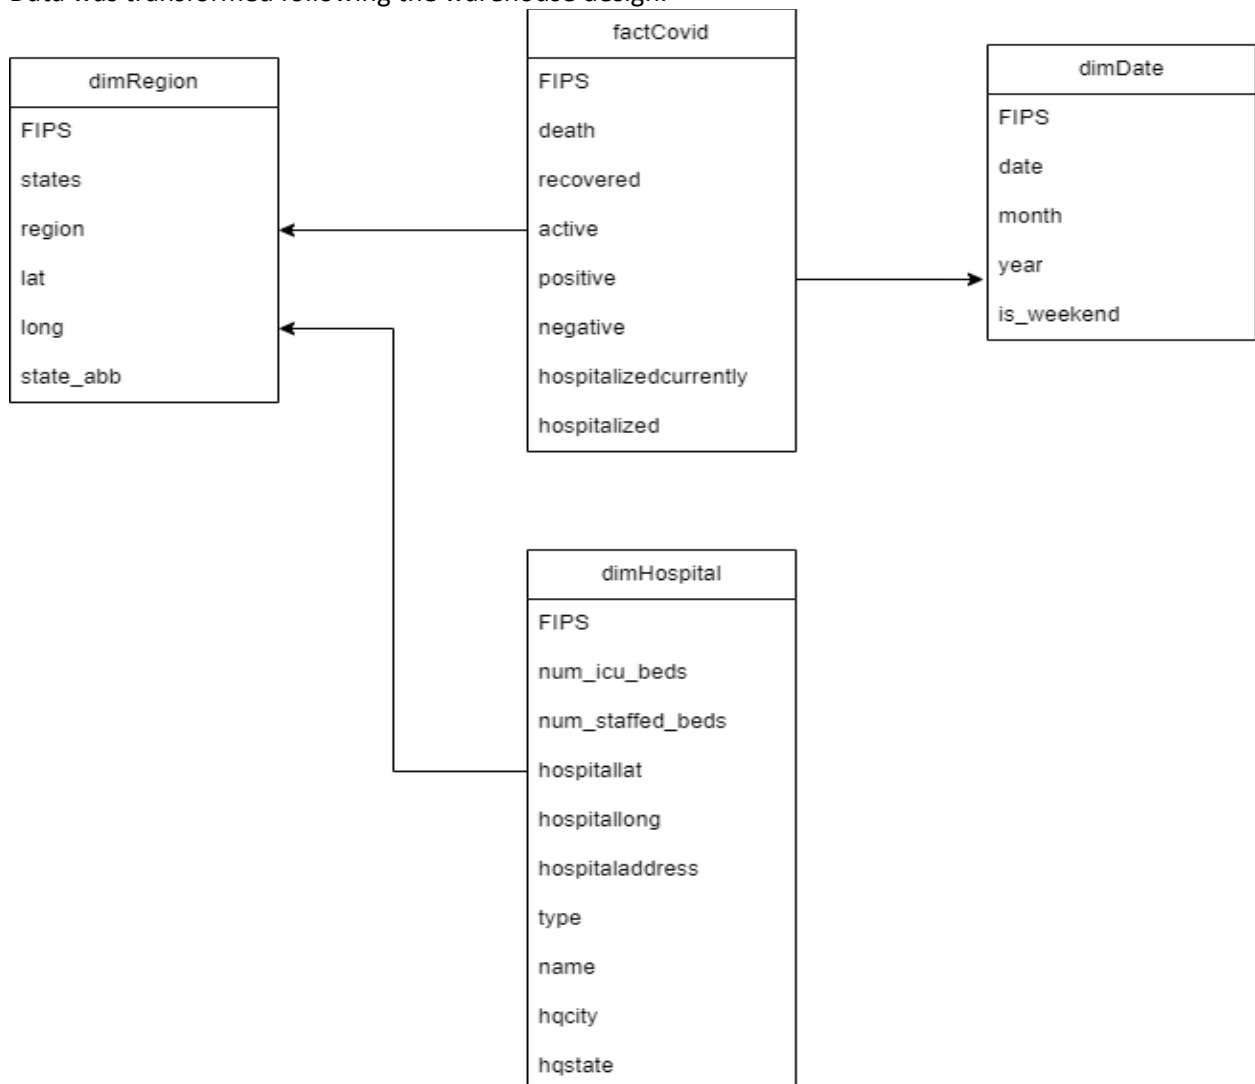 Data was transformed following the warehouse design.
factCovid
FIPS
death
recovered
active
positive
negative
hospitalizedcurrently
hospitalized
dimRegion
FIPS
states
region
lat
long
state_abb
dimDate
FIPS
date
month
year
is_weekend
dimHospital
FIPS
num_icu_beds
num_staffed_beds
hospitallat
hospitallong
hospitaladdress
type
name
hqcity
hqstate